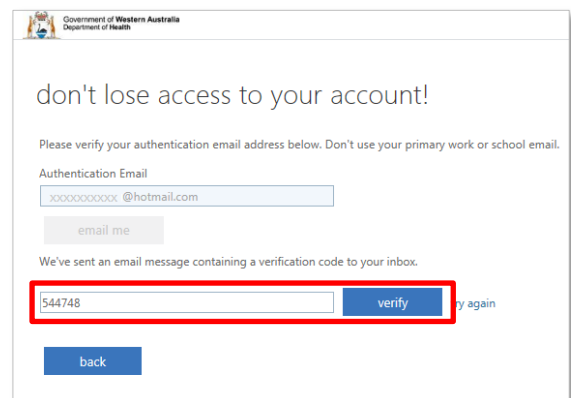 Government of Western Australia
Department of Health
don't lose access to your account!
Please verify your authentication email address below. Don't use your primary work or school email.
Authentication Email
xxxxxxxxxx @hotmail.com
email me
We've sent an email message containing a verification code to your inbox.
544748 verify ry again
back